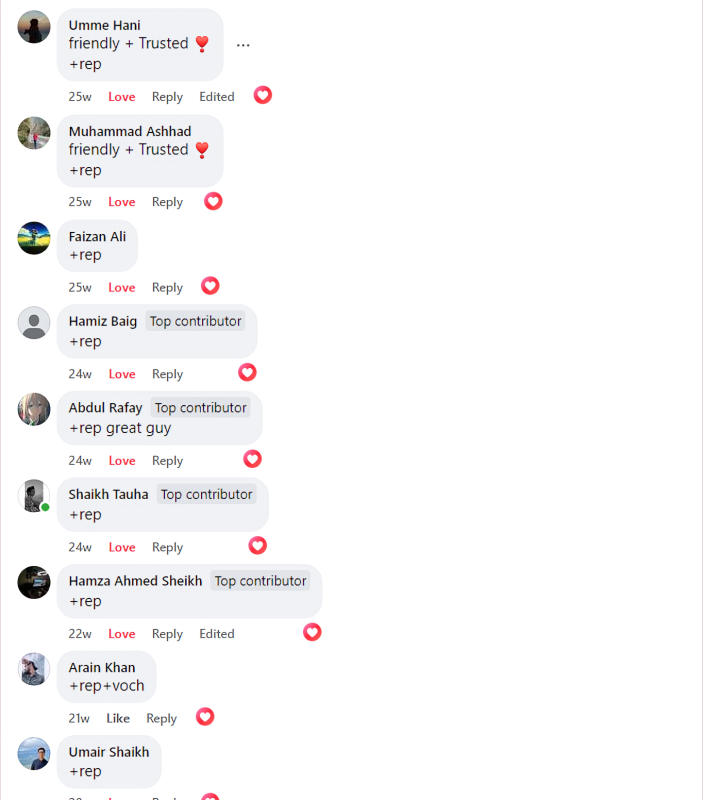 Umme Hani
friendly + Trusted ❣️
+rep
25w Love Reply Edited
Muhammad Ashhad
friendly + Trusted ❣️
+rep
25w Love Reply
Faizan Ali
+rep
25w Love Reply
Hamiz Baig Top contributor
+rep
24w Love Reply
Abdul Rafay Top contributor
+rep great guy
24w Love Reply
Shaikh Tauha Top contributor
+rep
24w Love Reply
Hamza Ahmed Sheikh Top contributor
+rep
22w Love Reply Edited
Arain Khan
+rep+voch
21w Like Reply
Umair Shaikh
+rep